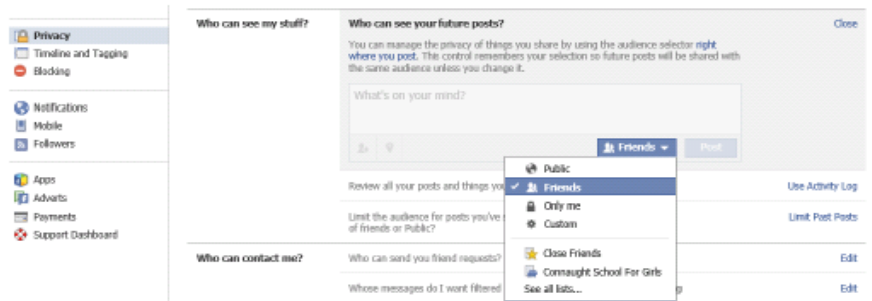 Privacy
Timeline and Tagging
Blocking
Notifications
Mobile
Followers
Apps
Adverts
Payments
Support Dashboard
Who can see my stuff?
Who can see your future posts?
Close
You can manage the privacy of things you share by using the audience selector right
where you post. This control remembers your selection so future posts will be shared with
the same audience unless you change it.
What's on your mind?
Friends
Post
Public
Friends
Only me
Custom
Close Friends
Connaught School For Girls
See all lists...
Review all your posts and things
Use Activity Log
Limit the audience for posts you've
of friends or Public?
Limit Past Posts
Who can contact me?
Who can send you friend requests?
Edit
Whose messages do I want filtered
Edit